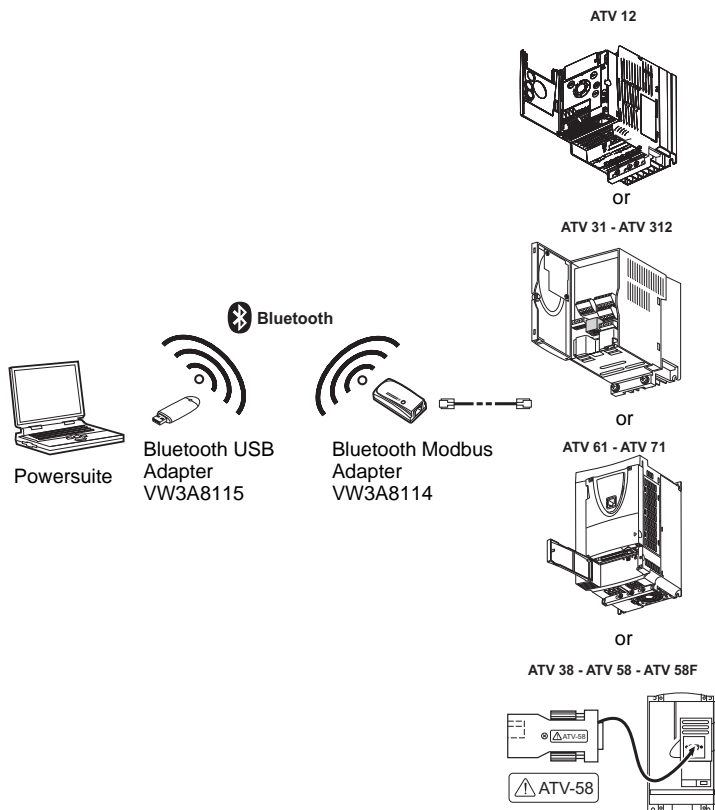 ATV 12
or
ATV 31 - ATV 312
Bluetooth
or
Powersuite
Bluetooth USB
Adapter
VW3A8115
Bluetooth Modbus
Adapter
VW3A8114
ATV 61 - ATV 71
or
ATV 38 - ATV 58 - ATV 58F
ATV-58
ATV-58